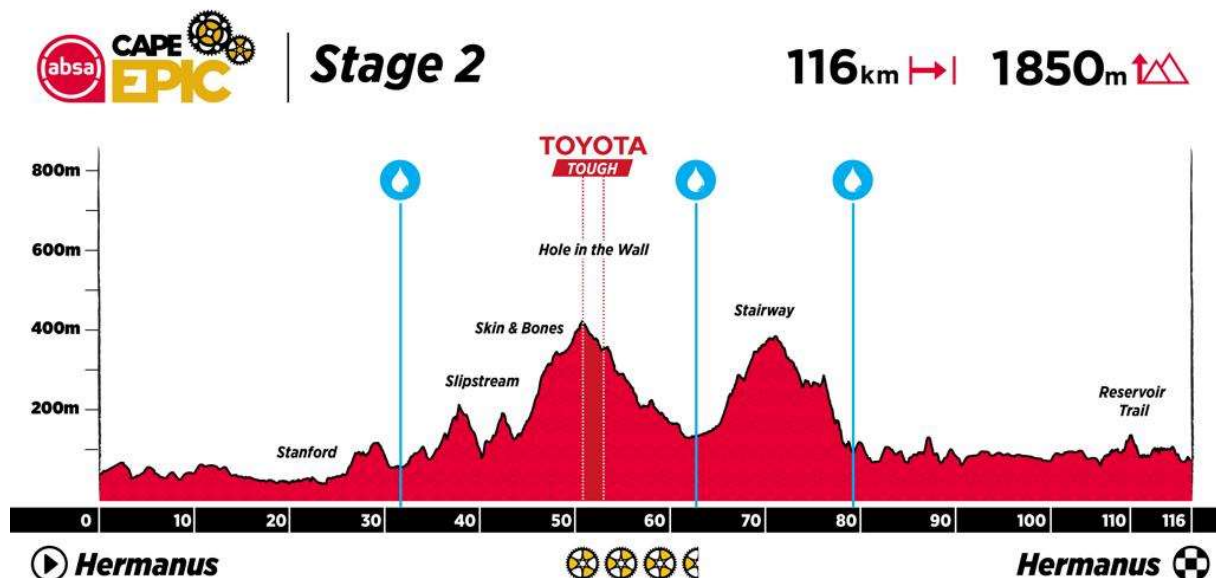 absa CAPE EPIC
Stage 2
116km 1850m
TOYOTA
TOUGH
800m
600m
400m
200m
Hole in the Wall
Skin & Bones
Stairway
Slipstream
Reservoir
Trail
Stanford
0 10 20 30 40 50 60 70 80 90 100 110 116
Hermanus
Hermanus